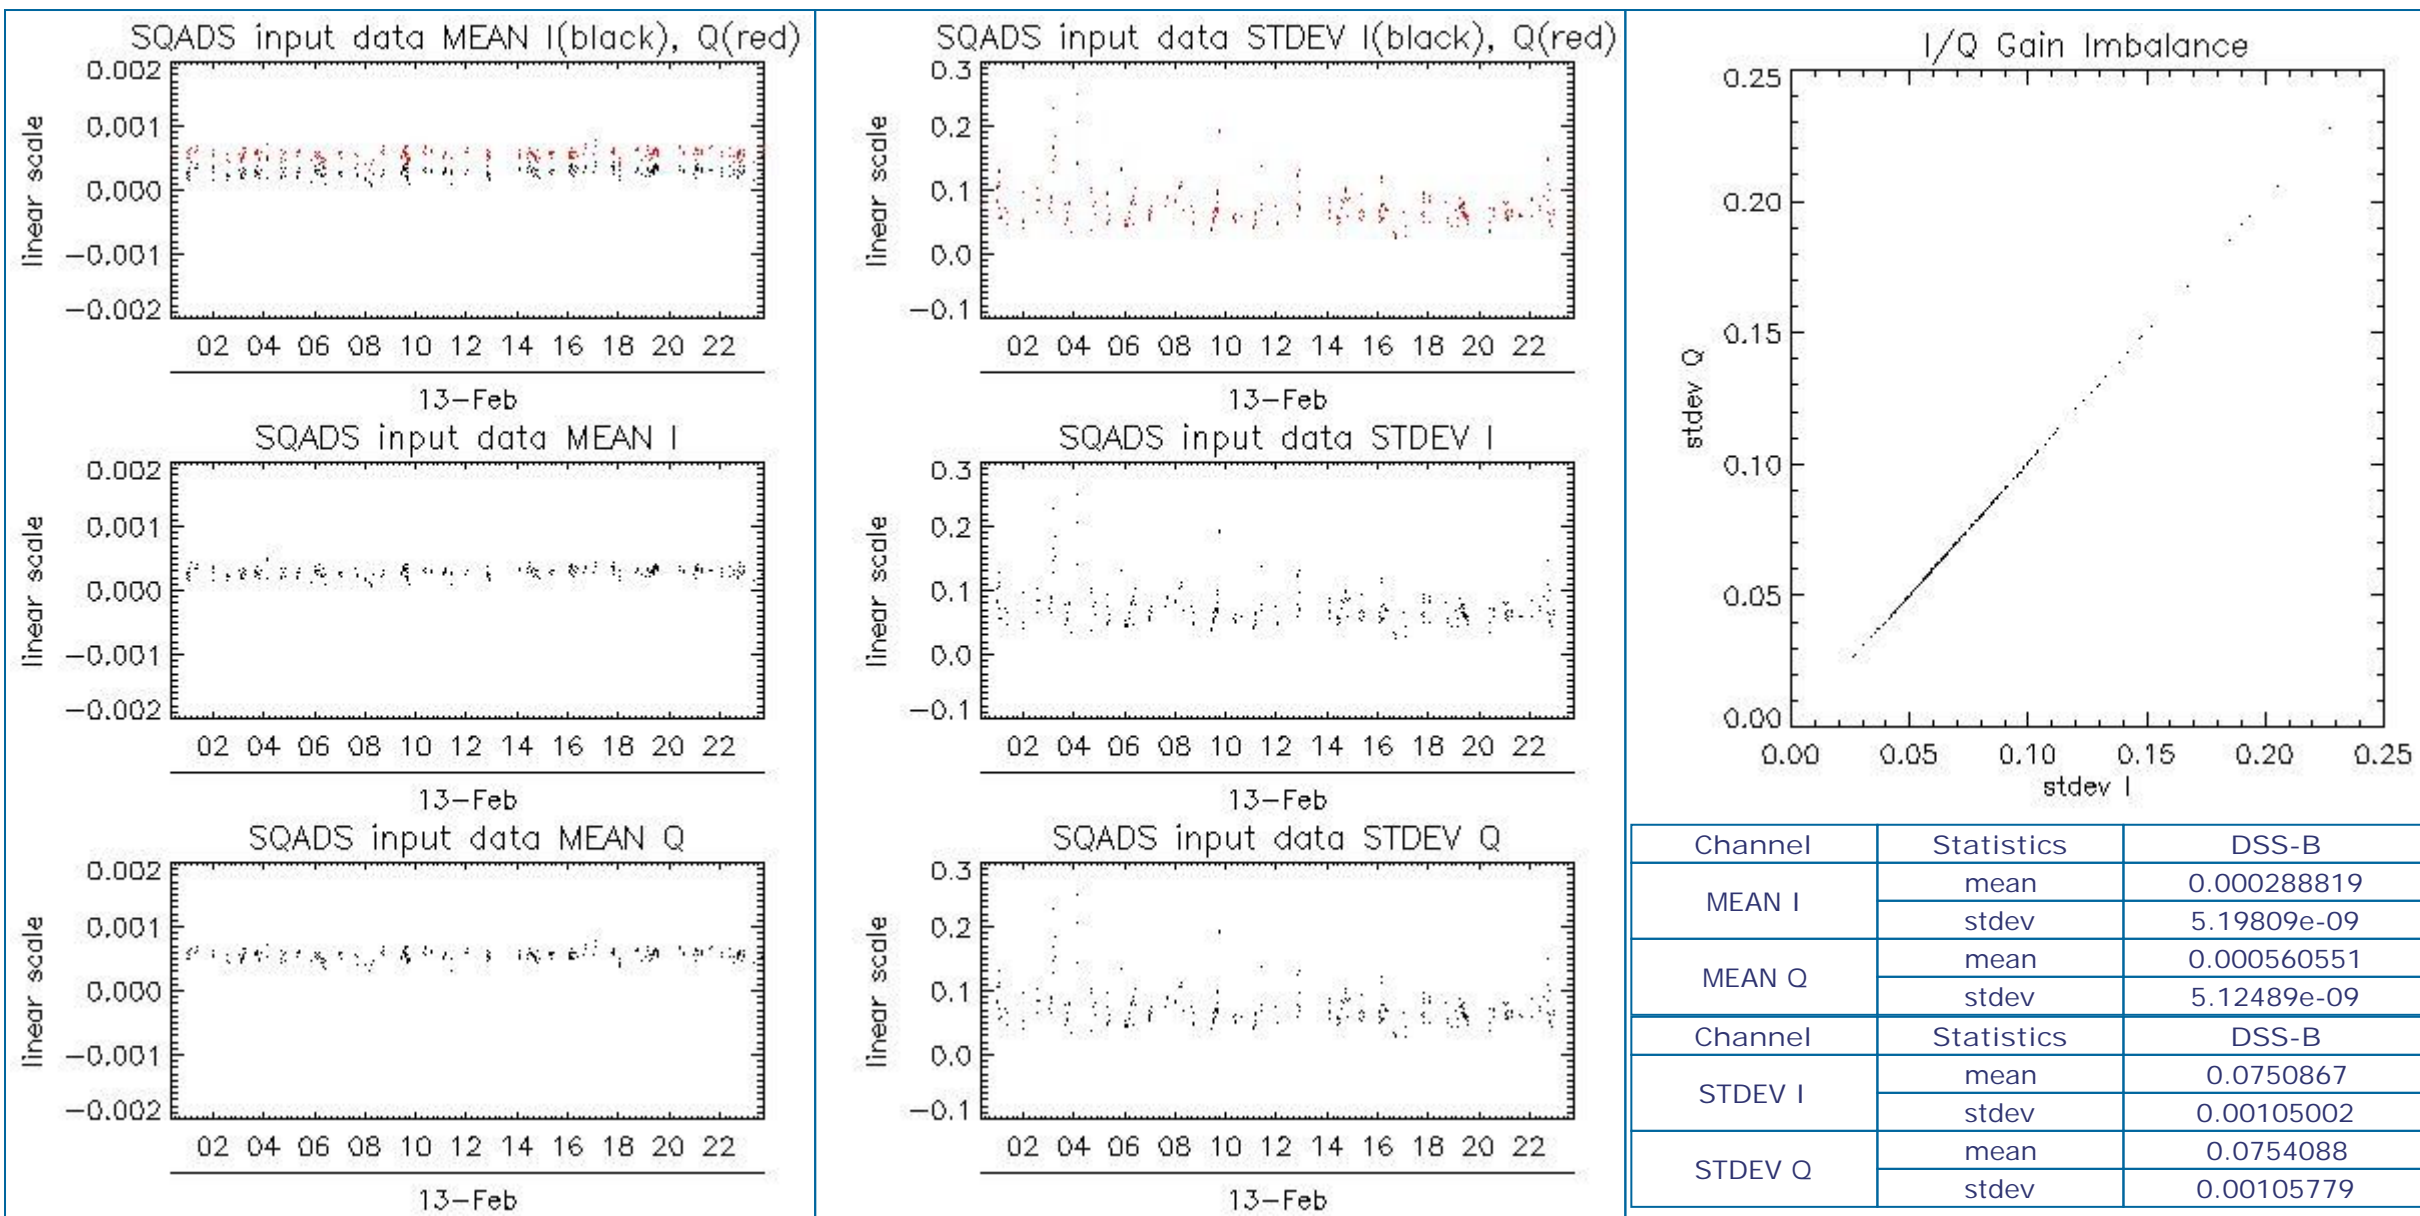 SQADS input data MEAN I(black), Q(red)
0.002
0.001
0.000
−0.001
−0.002
linear scale
02 04 06 08 10 12 14 16 18 20 22
13−Feb
SQADS input data MEAN I
0.002
0.001
0.000
−0.001
−0.002
linear scale
02 04 06 08 10 12 14 16 18 20 22
13−Feb
SQADS input data MEAN Q
0.002
0.001
0.000
−0.001
−0.002
linear scale
02 04 06 08 10 12 14 16 18 20 22
13−Feb
SQADS input data STDEV I(black), Q(red)
0.3
0.2
0.1
0.0
−0.1
linear scale
02 04 06 08 10 12 14 16 18 20 22
13−Feb
SQADS input data STDEV I
0.3
0.2
0.1
0.0
−0.1
linear scale
02 04 06 08 10 12 14 16 18 20 22
13−Feb
SQADS input data STDEV Q
0.3
0.2
0.1
0.0
−0.1
linear scale
02 04 06 08 10 12 14 16 18 20 22
13−Feb
I/Q Gain Imbalance
0.25
0.20
0.15
0.10
0.05
0.00
stdev Q
0.00 0.05 0.10 0.15 0.20 0.25
stdev I
Channel Statistics DSS-B
MEAN I mean 0.000288819
stdev 5.19809e-09
MEAN Q mean 0.000560551
stdev 5.12489e-09
Channel Statistics DSS-B
STDEV I mean 0.0750867
stdev 0.00105002
STDEV Q mean 0.0754088
stdev 0.00105779